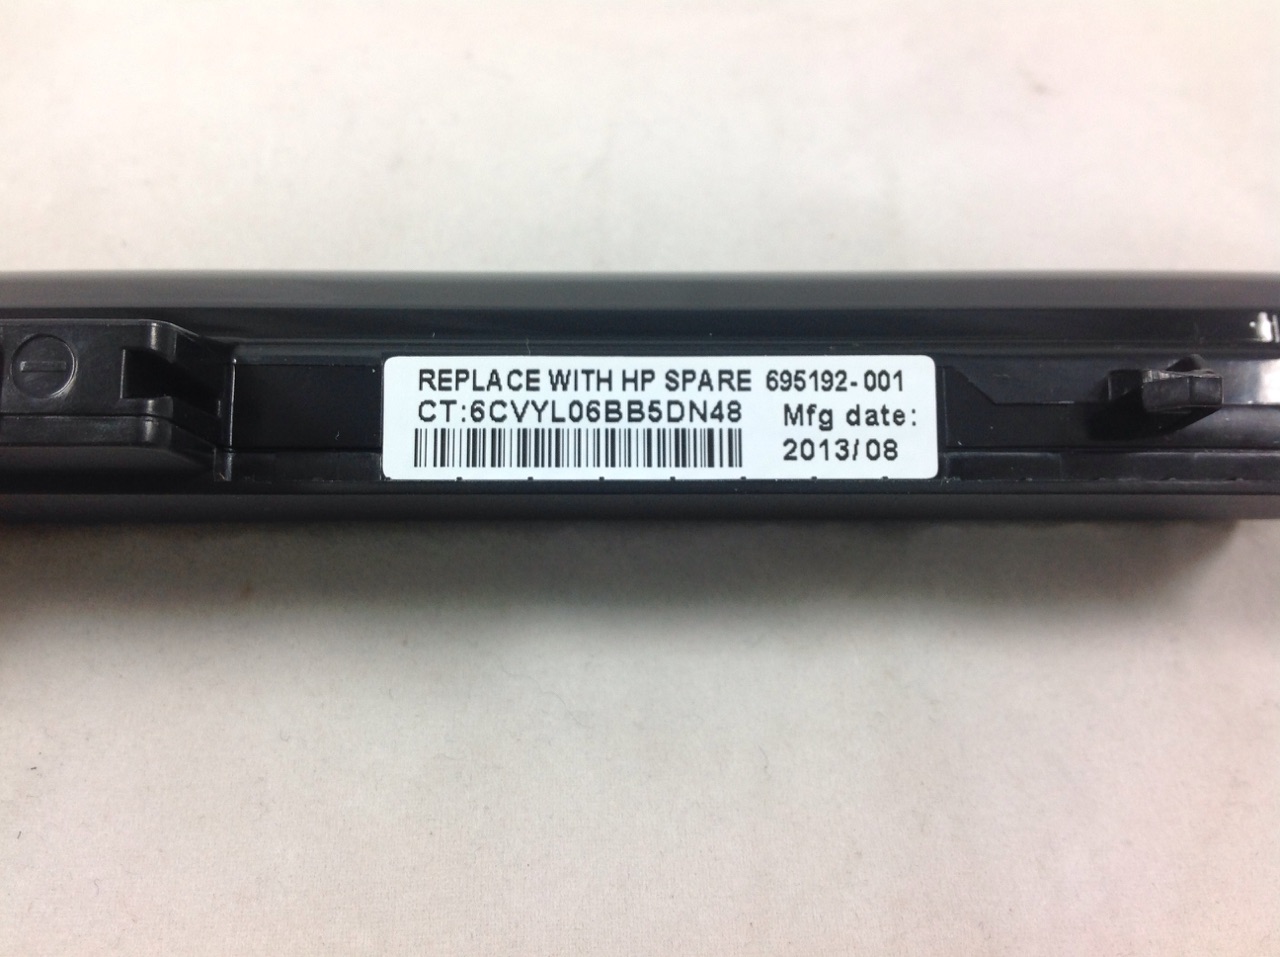 REPLACE WITH HP SPARE 695192-001
CT:6CVYL06BB5DN48 Mfg date:
2013/08